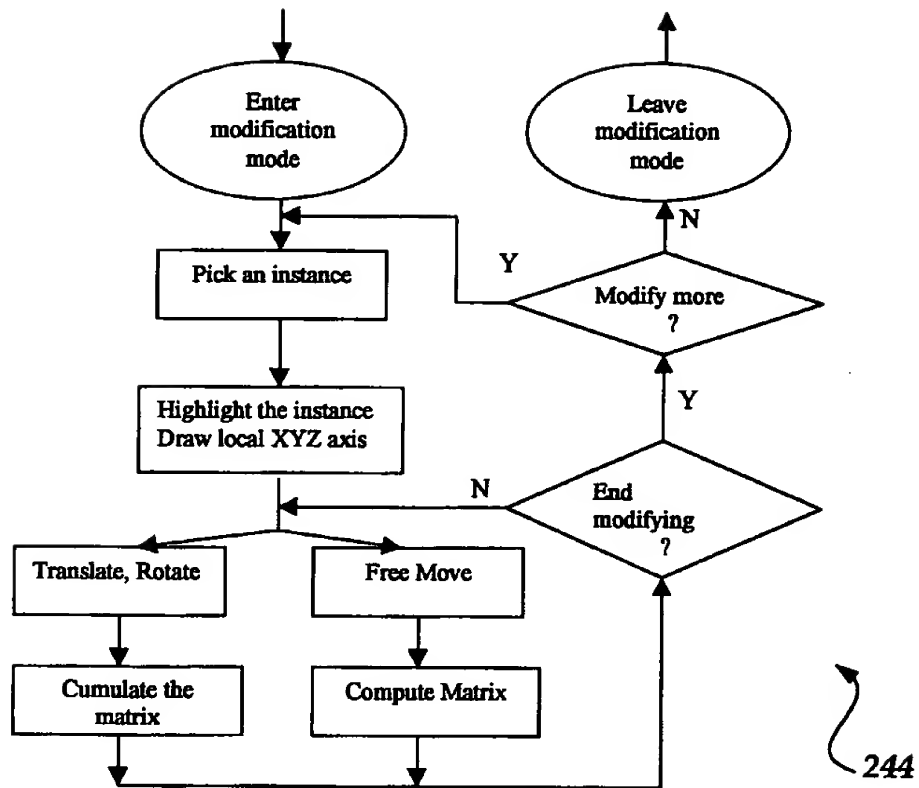 Enter
modification
mode
Leave
modification
mode
N
Y
Pick an instance
Modify more
?
Y
Highlight the instance
Draw local XYZ axis
N
End
modifying
?
Translate, Rotate
Free Move
Cumulate the
matrix
Compute Matrix
244